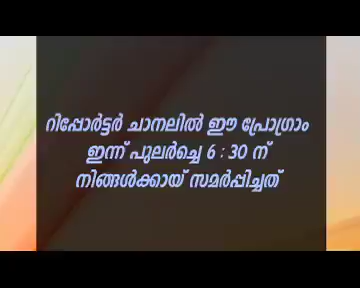 റിപ്പോർട്ടർ ചാനലിൽ ഈ പ്രോഗ്രാം
ഇന്ന് പുലർച്ചെ 6 : 30 ന്
നിങ്ങൾക്കായ് സമർപ്പിച്ചത്